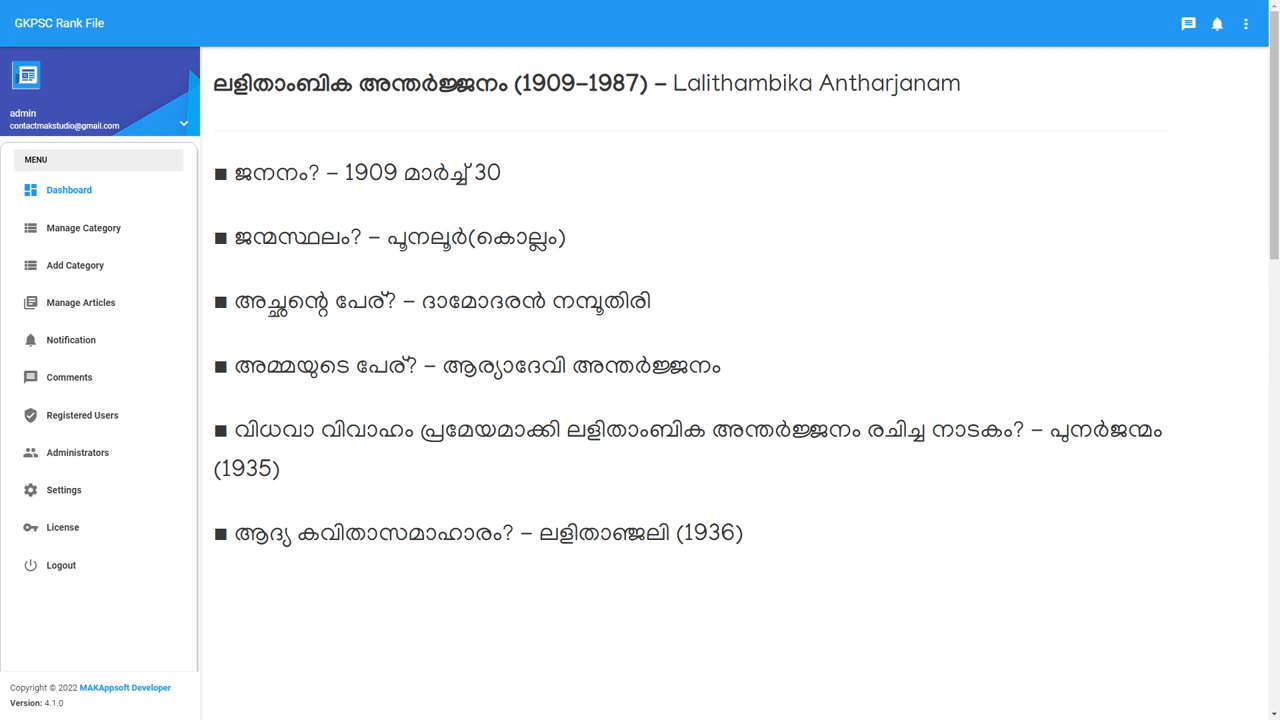 GKPSC Rank File
admin
contactmakstudio@gmail.com
MENU
Dashboard
Manage Category
Add Category
Manage Articles
Notification
Comments
Registered Users
Administrators
Settings
License
Logout
Copyright © 2022 MAKAppsoft Developer
Version: 4.1.0
ലളിതാംബിക അന്തർജ്ജനം (1909–1987) – Lalithambika Antharjanam
■ ജനനം? – 1909 മാർച്ച് 30
■ ജന്മസ്ഥലം? – പൂനലൂർ(കൊല്ലം)
■ അച്ഛന്റെ പേര്? – ദാമോദരൻ നമ്പൂതിരി
■ അമ്മയുടെ പേര്? – ആര്യാദേവി അന്തർജ്ജനം
■ വിധവാ വിവാഹം പ്രമേയമാക്കി ലളിതാംബിക അന്തർജ്ജനം രചിച്ച നാടകം? – പുനർജന്മം
(1935)
■ ആദ്യ കവിതാസമാഹാരം? – ലളിതാഞ്ജലി (1936)